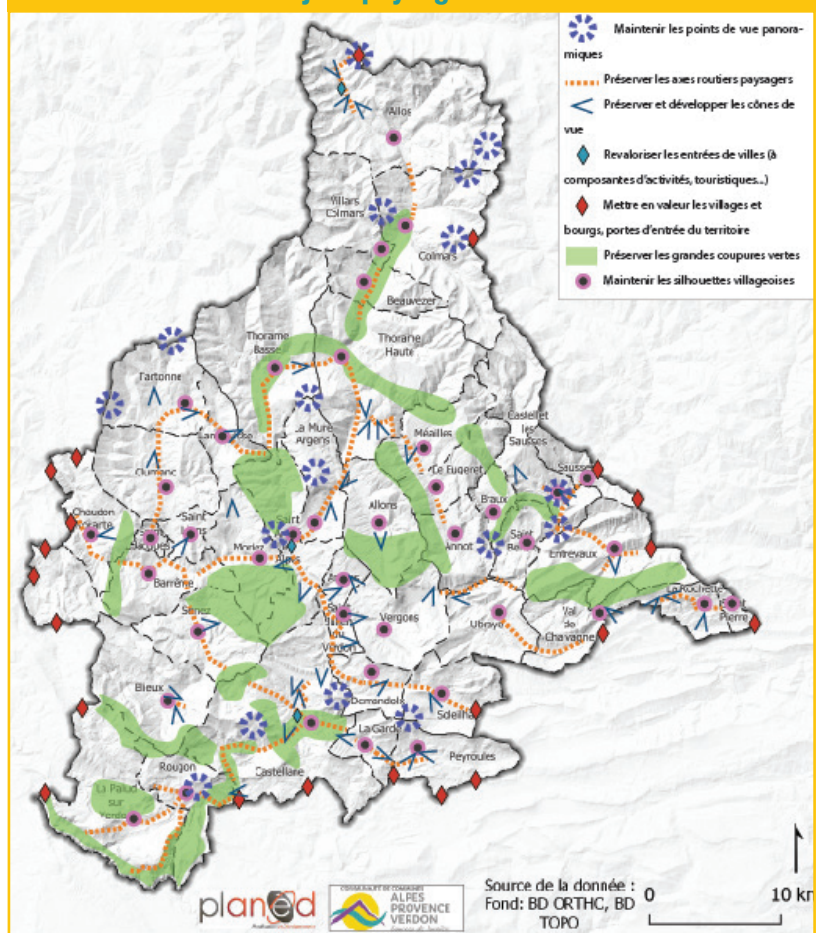 Maintenir les points de vue panora-
miques
Préserver les axes routiers paysagers
Préserver et développer les cônes de
vue
Revaloriser les entrées de villes (à
composantes d'activités, touristiques...)
Mettre en valeur les villages et
bourgs, portes d'entrée du territoire
Préserver les grandes coupures vertes
Maintenir les silhouettes villageoises
Allos
Villars
Colmars
Colmars
Beauvezer
Thorame
Basse
Thorame
Haute
Tartonne
La Mure
Argens
Méailles
Castellet
les
Sausses
Clumanc
Le Fugeret
Sausses
Braux
Chaudon
Norante
Saint
Allons
Saint
Annot
Entrevaux
Moriez
Alpes
Barrême
La Rochette
Saint
Pierre
Senez
Vergons
Ubraye
Val
de
Chavagne
Verdon
Blieux
Demandolx
Soleilhas
La Garde
Peyroules
Rougon
Castellane
La Palud
sur
Verdon
planed
ALPES
PROVENCE
VERDON
Source de la donnée :
Fond: BD ORTHO, BD
TOPO
0 10 km